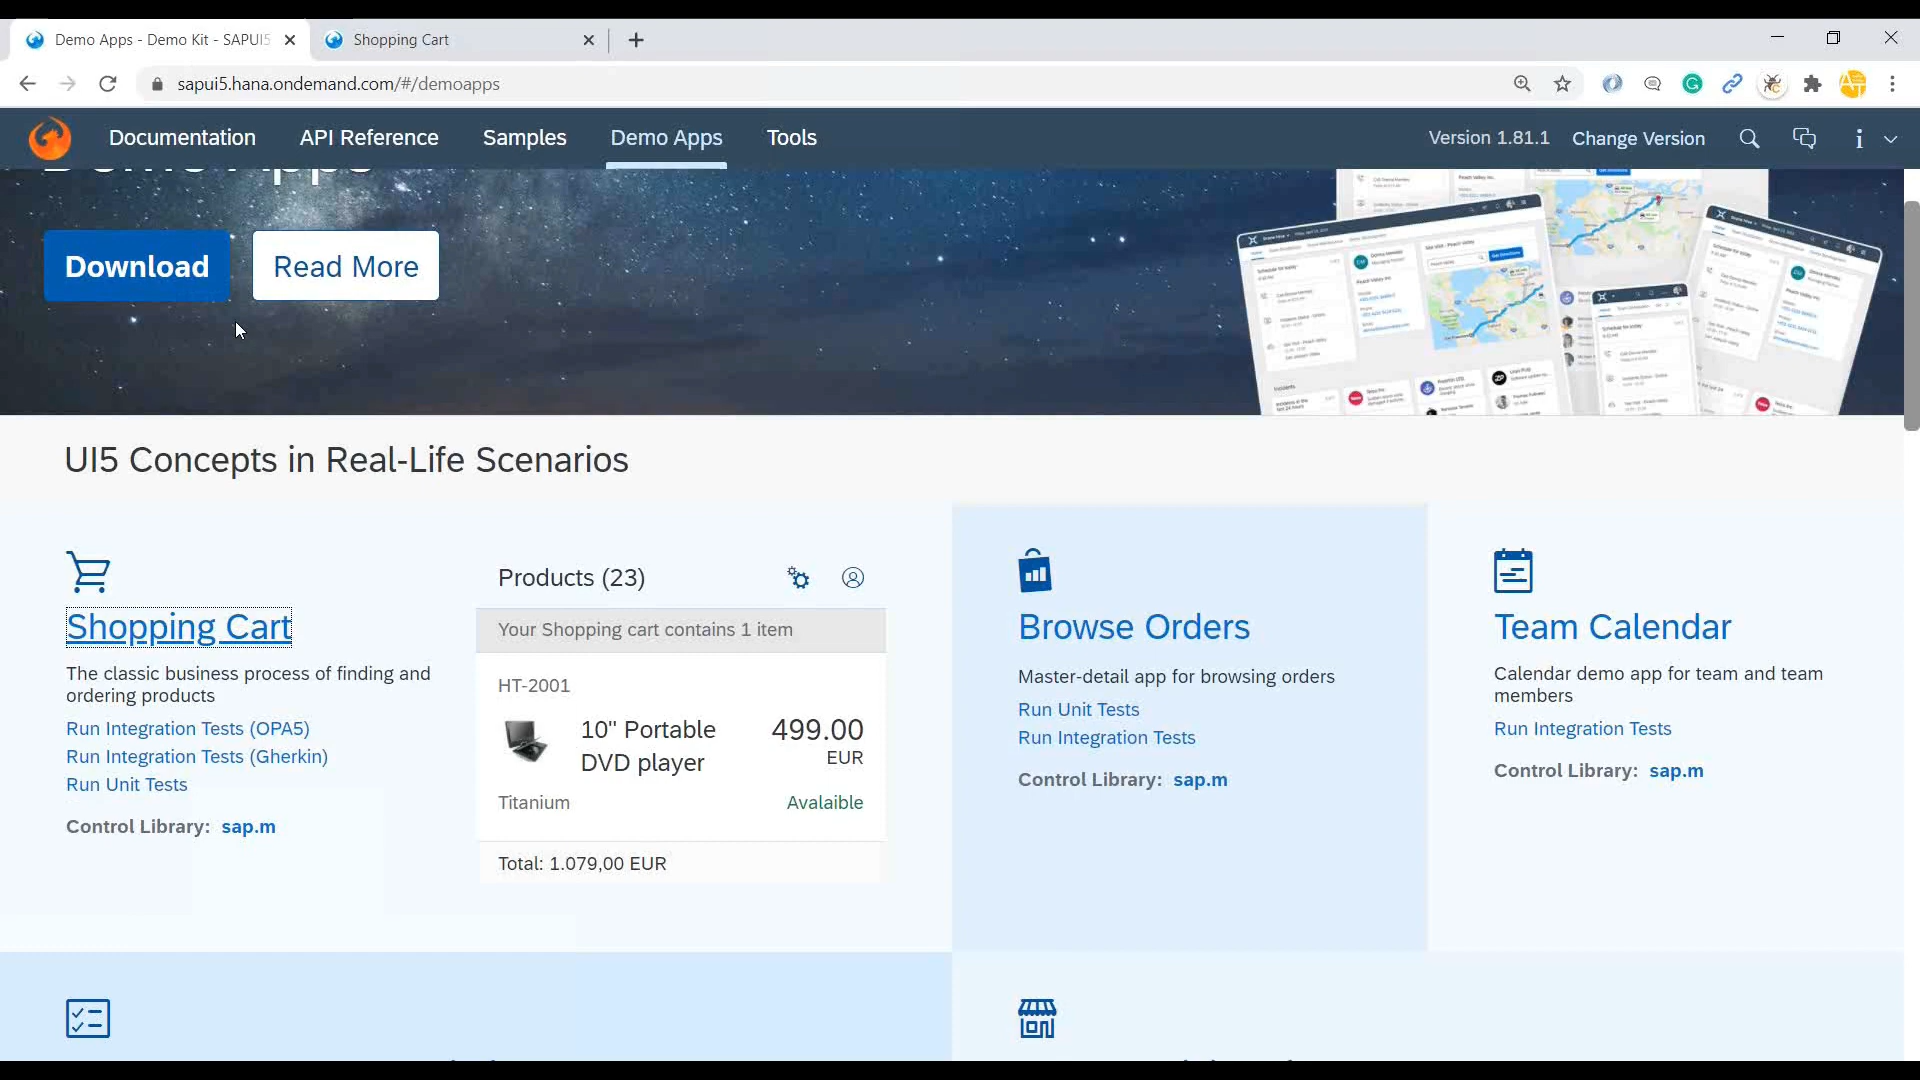 Demo Apps - Demo Kit - SAPUI5
Shopping Cart
sapui5.hana.ondemand.com/#/demoapps
Documentation
API Reference
Samples
Demo Apps
Tools
Version 1.81.1
Change Version
Demo Apps
Download
Read More
UI5 Concepts in Real-Life Scenarios
Shopping Cart
The classic business process of finding and
ordering products
Run Integration Tests (OPA5)
Run Integration Tests (Gherkin)
Run Unit Tests
Control Library: sap.m
Products (23)
Your Shopping cart contains 1 item
HT-2001
10" Portable
DVD player
499.00
EUR
Titanium
Avalaible
Total: 1.079,00 EUR
Browse Orders
Master-detail app for browsing orders
Run Unit Tests
Run Integration Tests
Control Library: sap.m
Team Calendar
Calendar demo app for team and team
members
Run Integration Tests
Control Library: sap.m